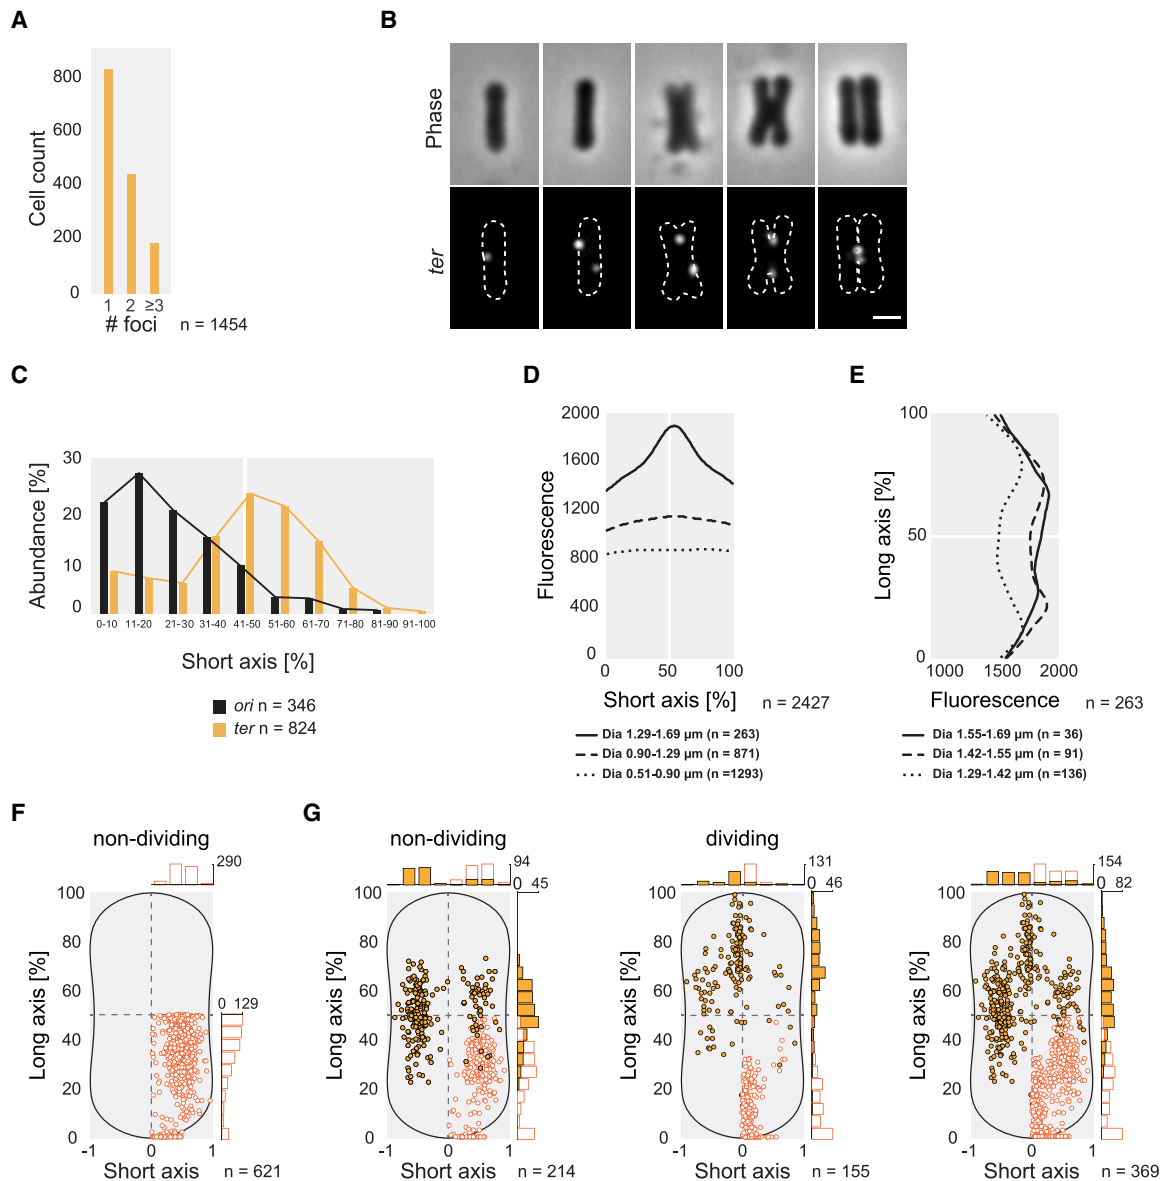 A
Cell count
800
600
400
200
0
1 2 ≥3
# foci
n = 1454
B
Phase
ter
C
Abundance [%]
30
20
10
0
0-10 11-20 21-30 31-40 41-50 51-60 61-70 71-80 81-90 91-100
Short axis [%]
ori n = 346
ter n = 824
D
Fluorescence
2000
1600
1200
800
400
0
0 50 100
Short axis [%]
n = 2427
Dia 1.29-1.69 µm (n = 263)
Dia 0.90-1.29 µm (n = 871)
Dia 0.51-0.90 µm (n =1293)
E
Long axis [%]
100
50
0
1000 1500 2000
Fluorescence
n = 263
Dia 1.55-1.69 µm (n = 36)
Dia 1.42-1.55 µm (n = 91)
Dia 1.29-1.42 µm (n =136)
F
non-dividing
290
Long axis [%]
100
80
60
40
20
0
0 129
-1 0 1
Short axis
n = 621
G
non-dividing
94
0 45
Long axis [%]
100
80
60
40
20
0
-1 0 1
Short axis
n = 214
dividing
131
0 46
Long axis [%]
100
80
60
40
20
0
-1 0 1
Short axis
n = 155
154
0 82
Long axis [%]
100
80
60
40
20
0
-1 0 1
Short axis
n = 369